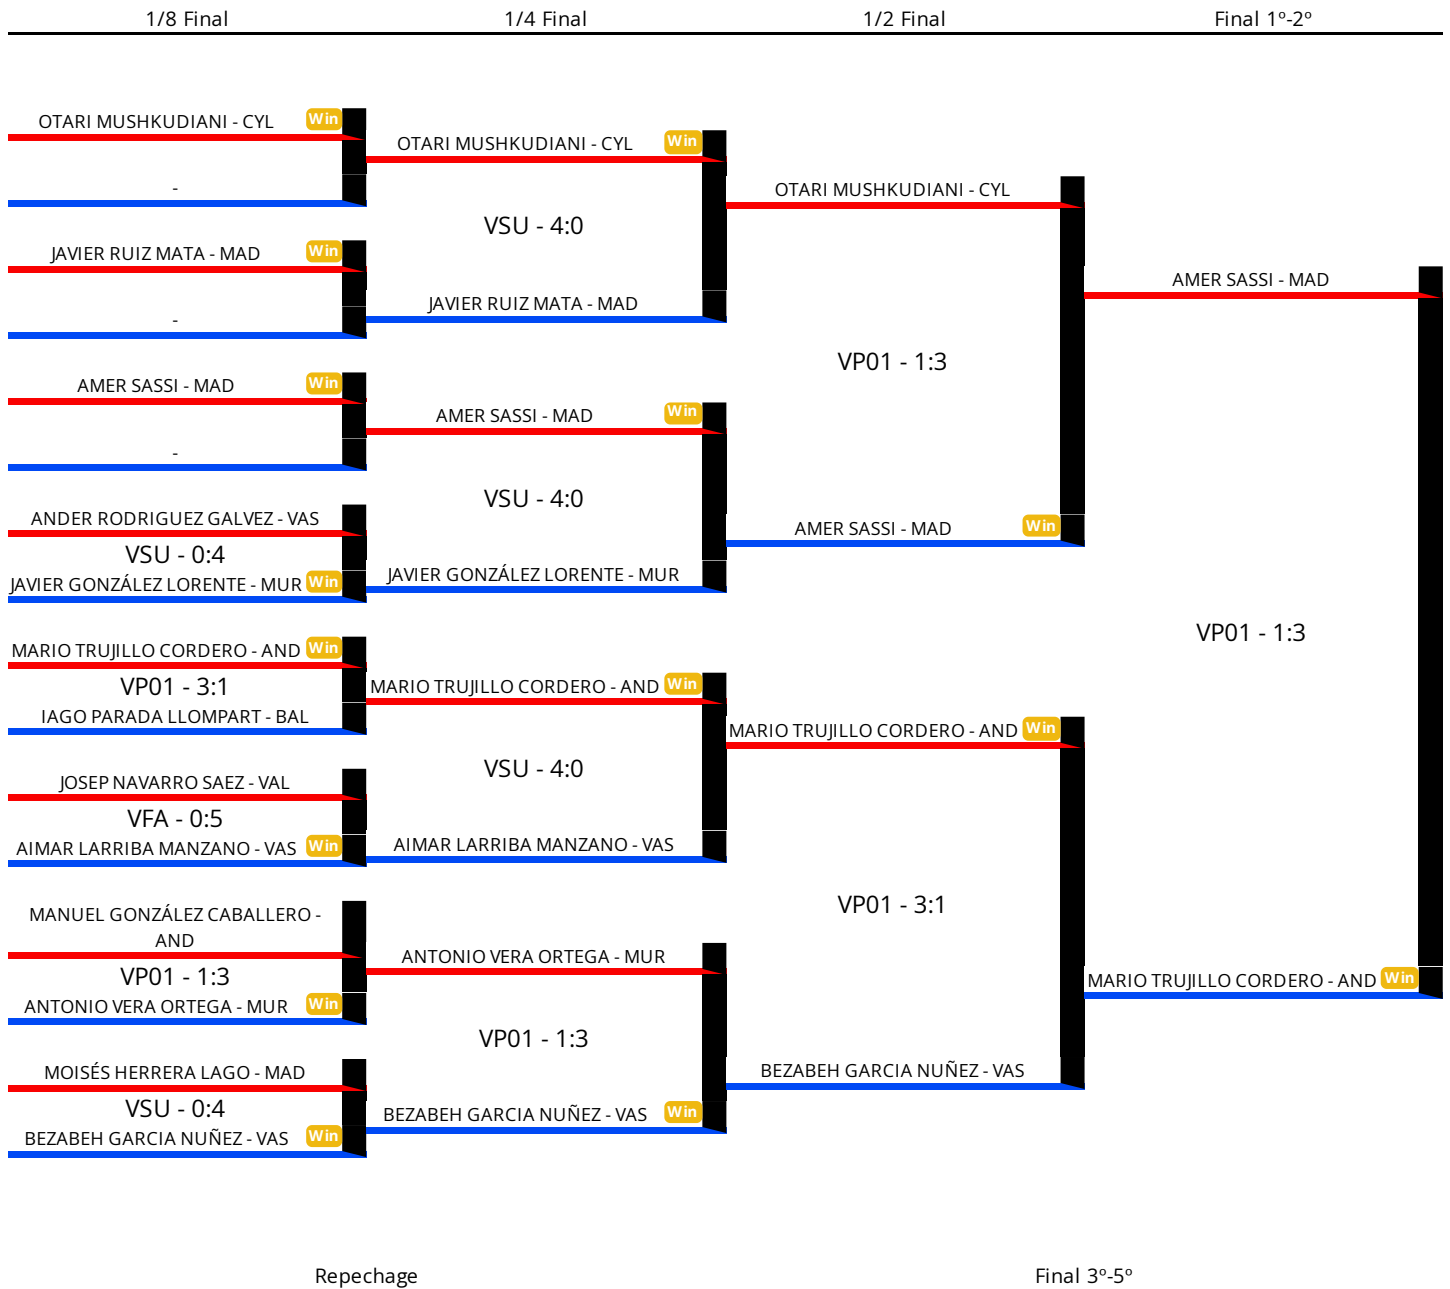 1/8 Final
1/4 Final
1/2 Final
Final 1º-2º
OTARI MUSHKUDIANI - CYL
Win
-
JAVIER RUIZ MATA - MAD
Win
-
AMER SASSI - MAD
Win
-
ANDER RODRIGUEZ GALVEZ - VAS
VSU - 0:4
JAVIER GONZÁLEZ LORENTE - MUR
Win
MARIO TRUJILLO CORDERO - AND
Win
VP01 - 3:1
IAGO PARADA LLOMPART - BAL
JOSEP NAVARRO SAEZ - VAL
VFA - 0:5
AIMAR LARRIBA MANZANO - VAS
Win
MANUEL GONZÁLEZ CABALLERO -
AND
VP01 - 1:3
ANTONIO VERA ORTEGA - MUR
Win
MOISÉS HERRERA LAGO - MAD
VSU - 0:4
BEZABEH GARCIA NUÑEZ - VAS
Win
OTARI MUSHKUDIANI - CYL
Win
VSU - 4:0
JAVIER RUIZ MATA - MAD
AMER SASSI - MAD
Win
VSU - 4:0
JAVIER GONZÁLEZ LORENTE - MUR
MARIO TRUJILLO CORDERO - AND
Win
VSU - 4:0
AIMAR LARRIBA MANZANO - VAS
ANTONIO VERA ORTEGA - MUR
VP01 - 1:3
BEZABEH GARCIA NUÑEZ - VAS
Win
OTARI MUSHKUDIANI - CYL
VP01 - 1:3
AMER SASSI - MAD
Win
MARIO TRUJILLO CORDERO - AND
Win
VP01 - 3:1
BEZABEH GARCIA NUÑEZ - VAS
AMER SASSI - MAD
VP01 - 1:3
MARIO TRUJILLO CORDERO - AND
Win
Repechage
Final 3º-5º